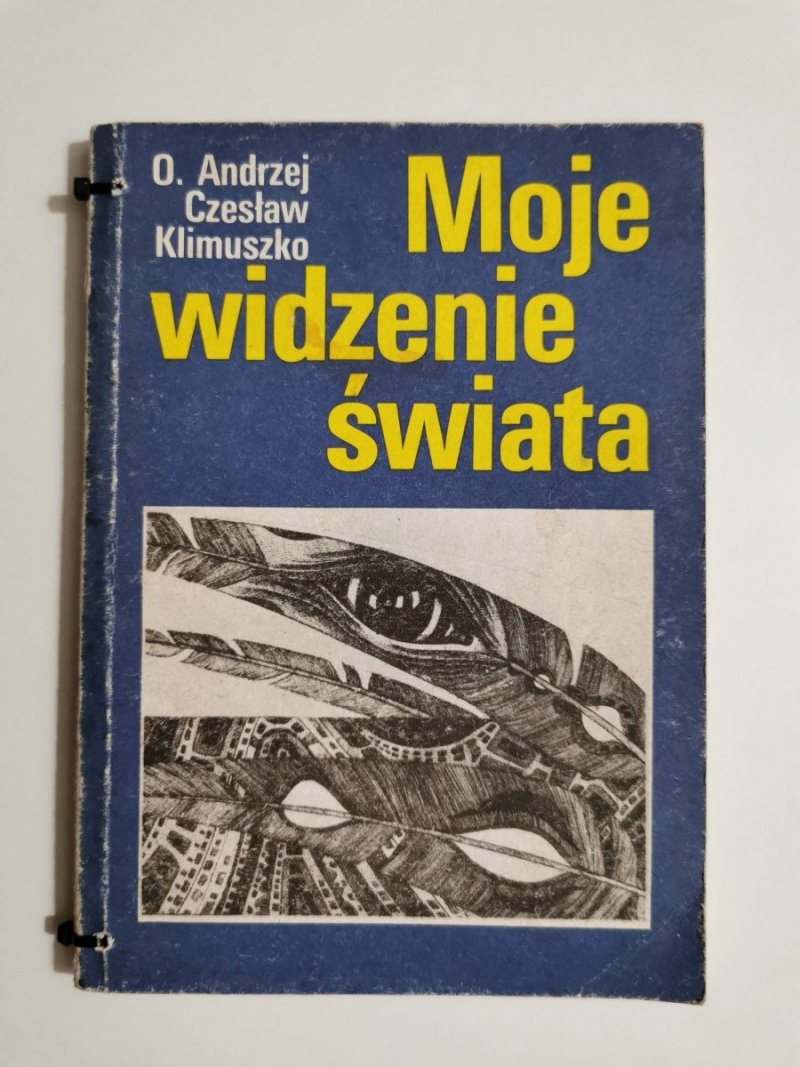 O. Andrzej
Czesław
Klimuszko
Moje
widzenie
świata